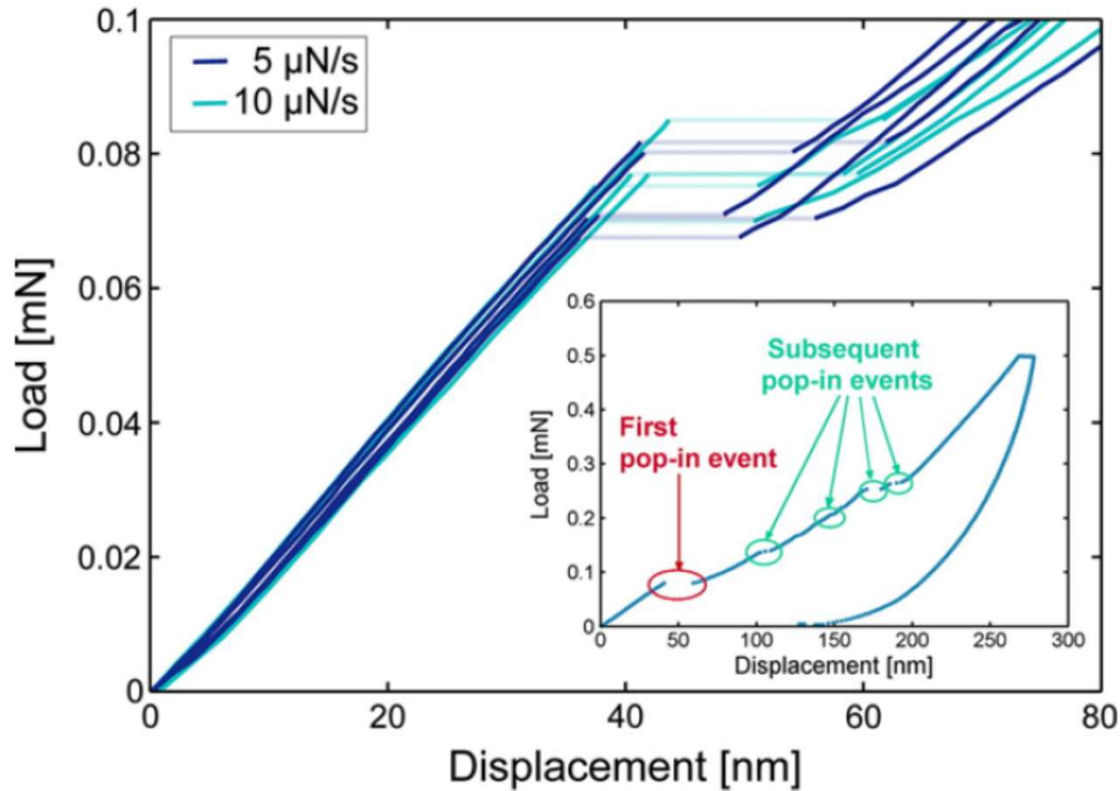 0.1
0.08
0.06
0.04
0.02
0
0
20
40
60
80
Load [mN]
Displacement [nm]
5 µN/s
10 µN/s
0.6
0.5
0.4
0.3
0.2
0.1
0
0
50
100
150
200
250
300
Load [mN]
Displacement [nm]
Subsequent
pop-in events
First
pop-in event